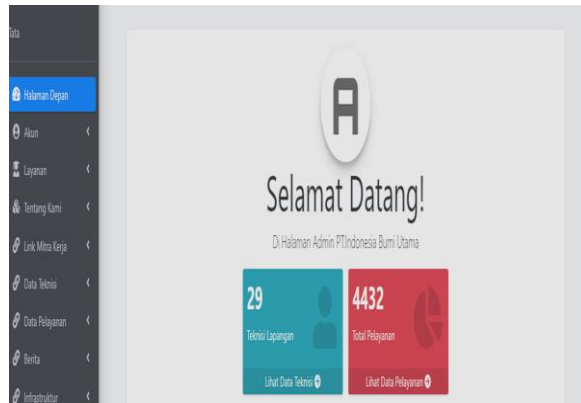 Tata
Halaman Depan
Akun
Layanan
Tentang Kami
Link Mitra Kerja
Data Teknisi
Data Pelayanan
Berita
Infrastruktur
A
Selamat Datang!
Di Halaman Admin PT.Indonesia Bumi Utama
29
Teknisi Lapangan
Lihat Data Teknisi
4432
Total Pelayanan
Lihat Data Pelayanan